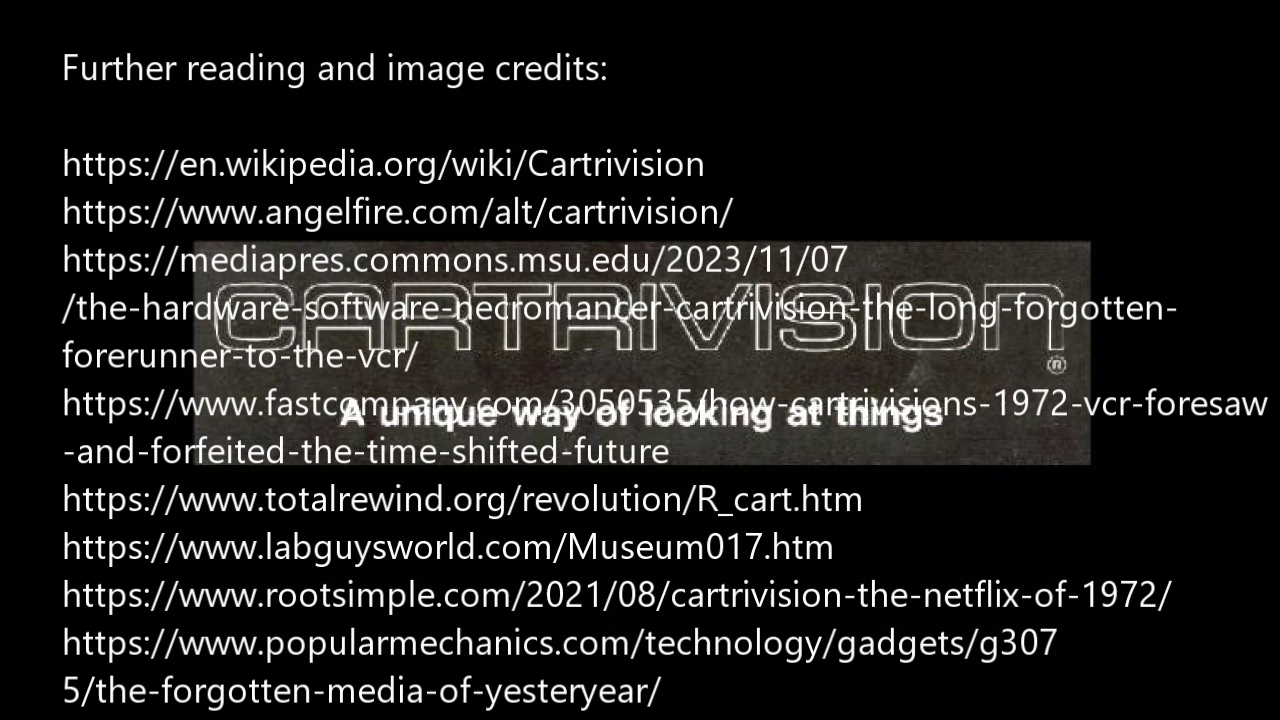 Further reading and image credits:
https://en.wikipedia.org/wiki/Cartrivision
https://www.angelfire.com/alt/cartrivision/
https://mediapres.commons.msu.edu/2023/11/07
/the-hardware-software-necromancer-cartrivision-the-long-forgotten-
forerunner-to-the-vcr/
CARTRIVISION
®
https://www.fastcompany.com/3050535/how-cartrivisions-1972-vcr-foresaw
A unique way of looking at things
-and-forfeited-the-time-shifted-future
https://www.totalrewind.org/revolution/R_cart.htm
https://www.labguysworld.com/Museum017.htm
https://www.rootsimple.com/2021/08/cartrivision-the-netflix-of-1972/
https://www.popularmechanics.com/technology/gadgets/g307
5/the-forgotten-media-of-yesteryear/